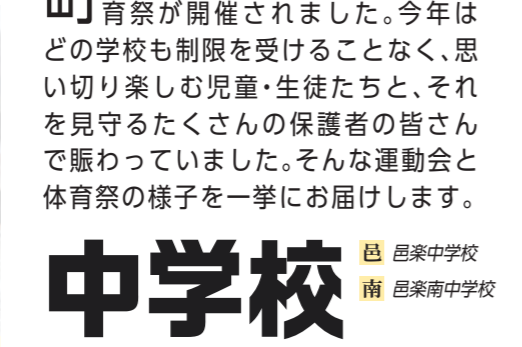 育祭が開催されました。今年は
どの学校も制限を受けることなく、思
い切り楽しむ児童・生徒たちと、それ
を見守るたくさんの保護者の皆さん
で賑わっていました。そんな運動会と
体育祭の様子を一挙にお届けします。
中学校
邑 邑楽中学校
南 邑楽南中学校